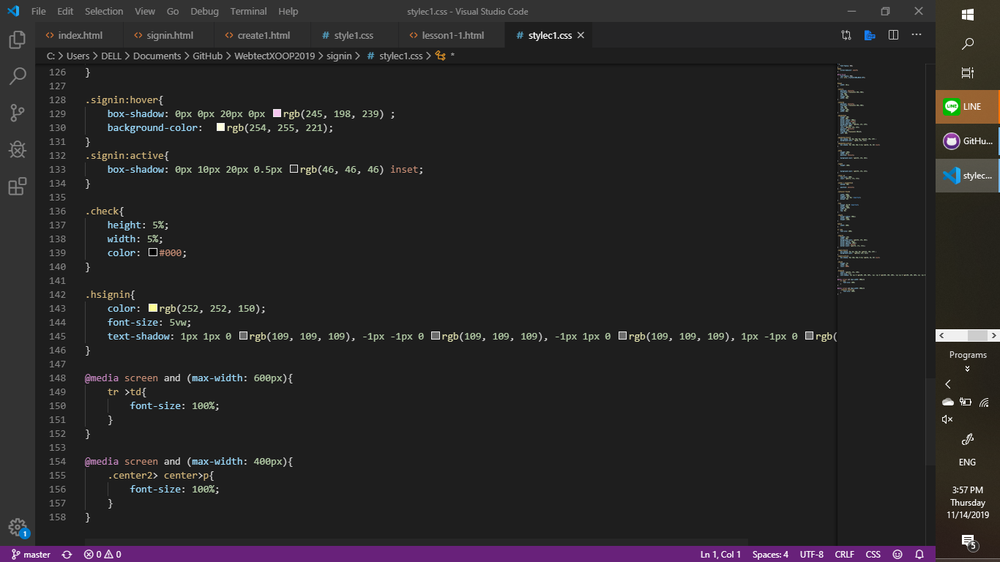 File Edit Selection View Go Debug Terminal Help stylec1.css - Visual Studio Code
index.html signin.html create1.html # style1.css lesson1-1.html # stylec1.css
C: > Users > DELL > Documents > GitHub > WebtectXOOP2019 > signin > # stylec1.css > *
126 }
127
128 .signin:hover{
129 box-shadow: 0px 0px 20px 0px rgb(245, 198, 239) ;
130 background-color: rgb(254, 255, 221);
131 }
132 .signin:active{
133 box-shadow: 0px 10px 20px 0.5px rgb(46, 46, 46) inset;
134 }
135
136 .check{
137 height: 5%;
138 width: 5%;
139 color: #000;
140 }
141
142 .hsignin{
143 color: rgb(252, 252, 150);
144 font-size: 5vw;
145 text-shadow: 1px 1px 0 rgb(109, 109, 109), -1px -1px 0 rgb(109, 109, 109), -1px 1px 0 rgb(109, 109, 109), 1px -1px 0 rgb(
146 }
147
148 @media screen and (max-width: 600px){
149 tr >td{
150 font-size: 100%;
151 }
152 }
153
154 @media screen and (max-width: 400px){
155 .center2> center>p{
156 font-size: 100%;
157 }
158 }
1
master 0 0 Ln 1, Col 1 Spaces: 4 UTF-8 CRLF CSS
LINE
GitHu...
stylec...
Programs
ENG
3:57 PM
Thursday
11/14/2019
5